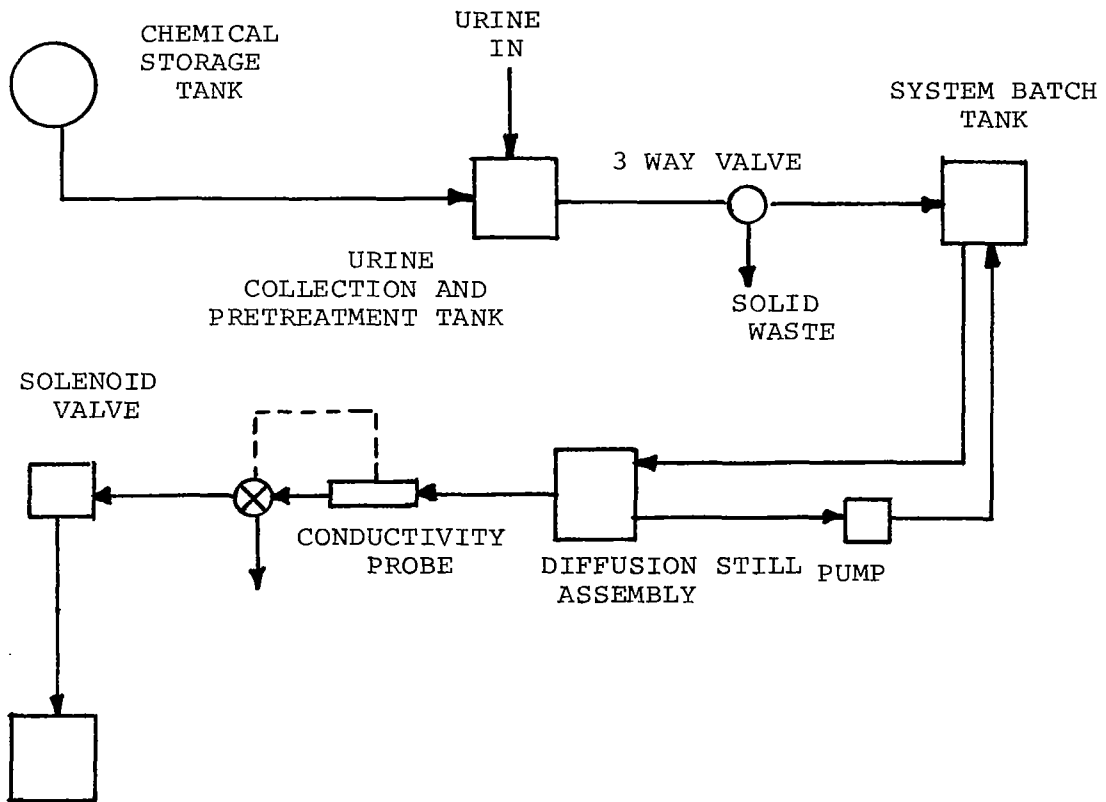 CHEMICAL
STORAGE
TANK
URINE
IN
SYSTEM BATCH
TANK
3 WAY VALVE
URINE
COLLECTION AND
PRETREATMENT TANK
SOLID
WASTE
SOLENOID
VALVE
CONDUCTIVITY
PROBE
DIFFUSION STILL
ASSEMBLY
PUMP